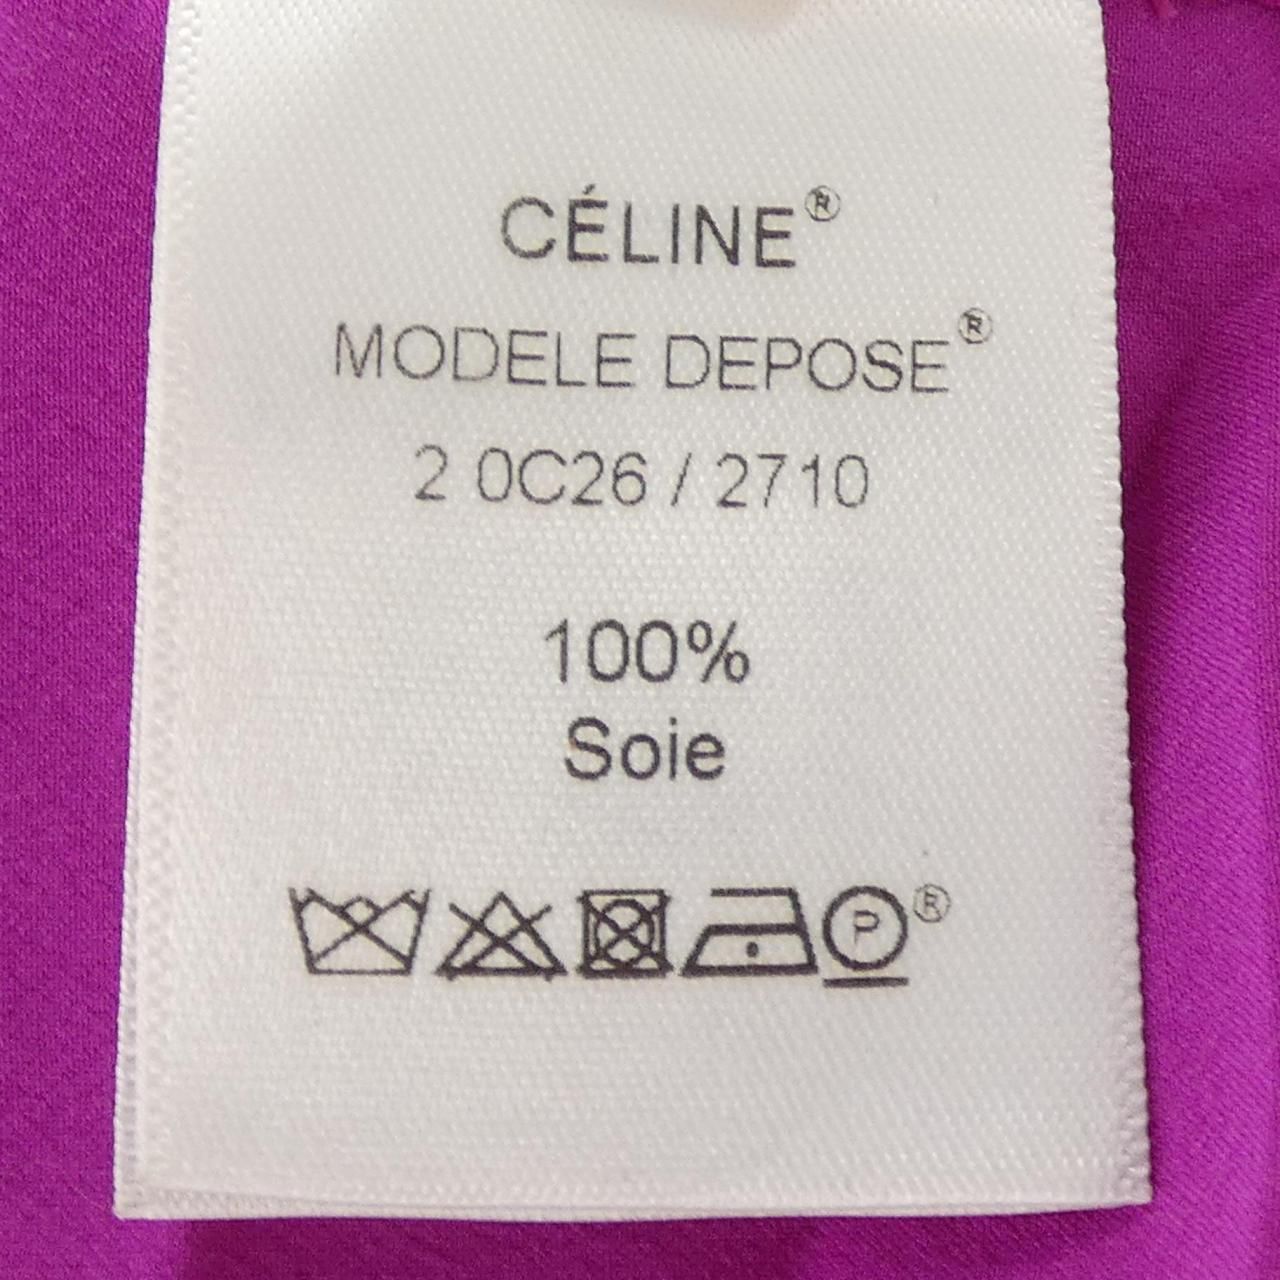 CÉLINE®
MODELE DEPOSE®
2 0C26 / 2710
100%
Soie
P®